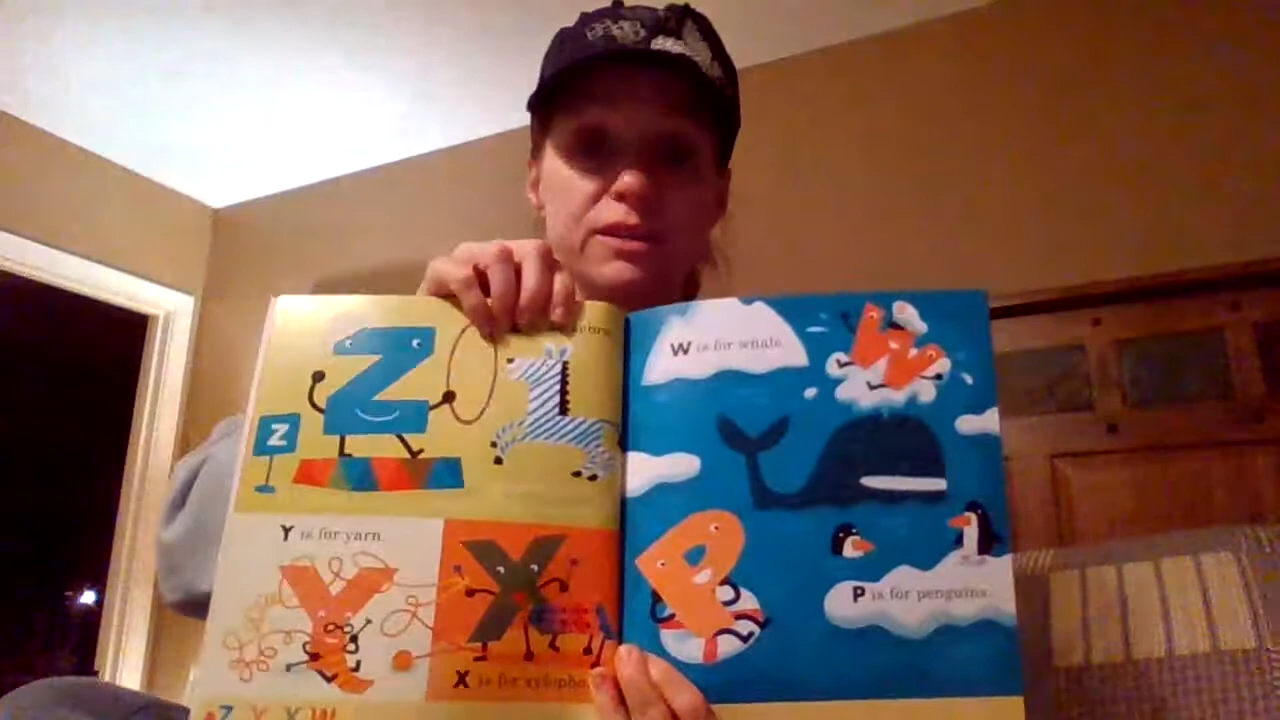 Z
Z
Y is for yarn.
Y
X
X is for xylopho
Z Y X W
W is for whale.
W
P
P is for penguins.